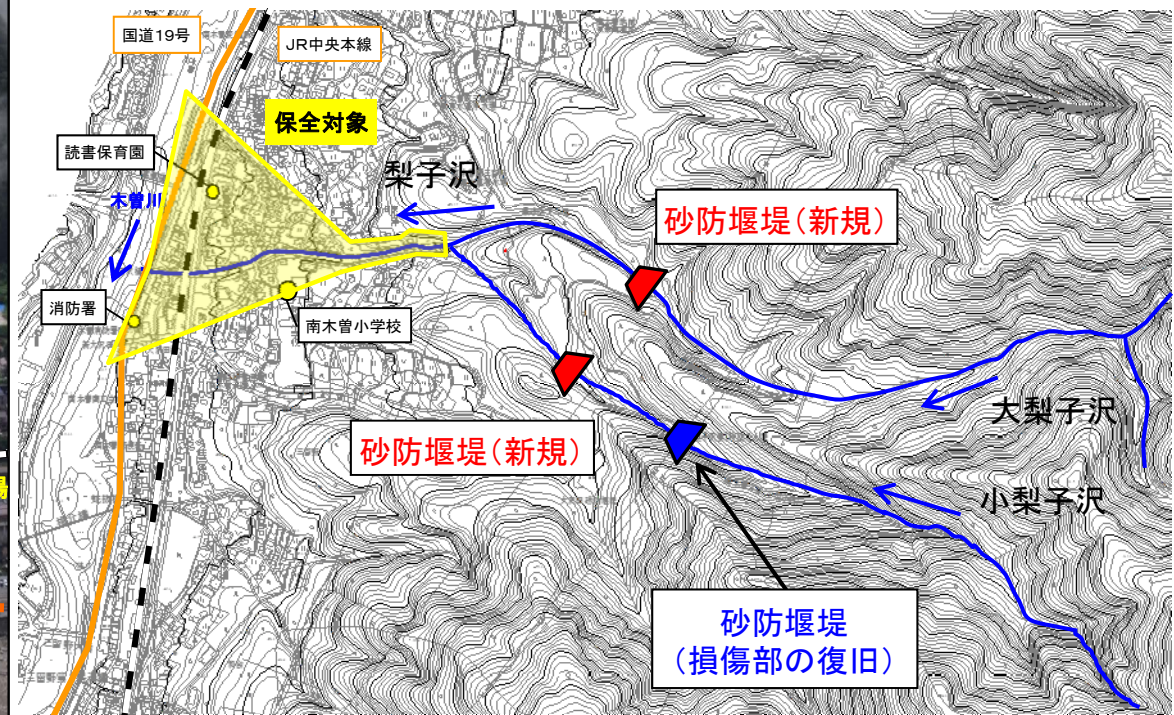 国道19号
JR中央本線
保全対象
読書保育園
木曽川
梨子沢
砂防堰堤（新規）
消防署
南木曽小学校
大梨子沢
砂防堰堤（新規）
小梨子沢
砂防堰堤
（損傷部の復旧）